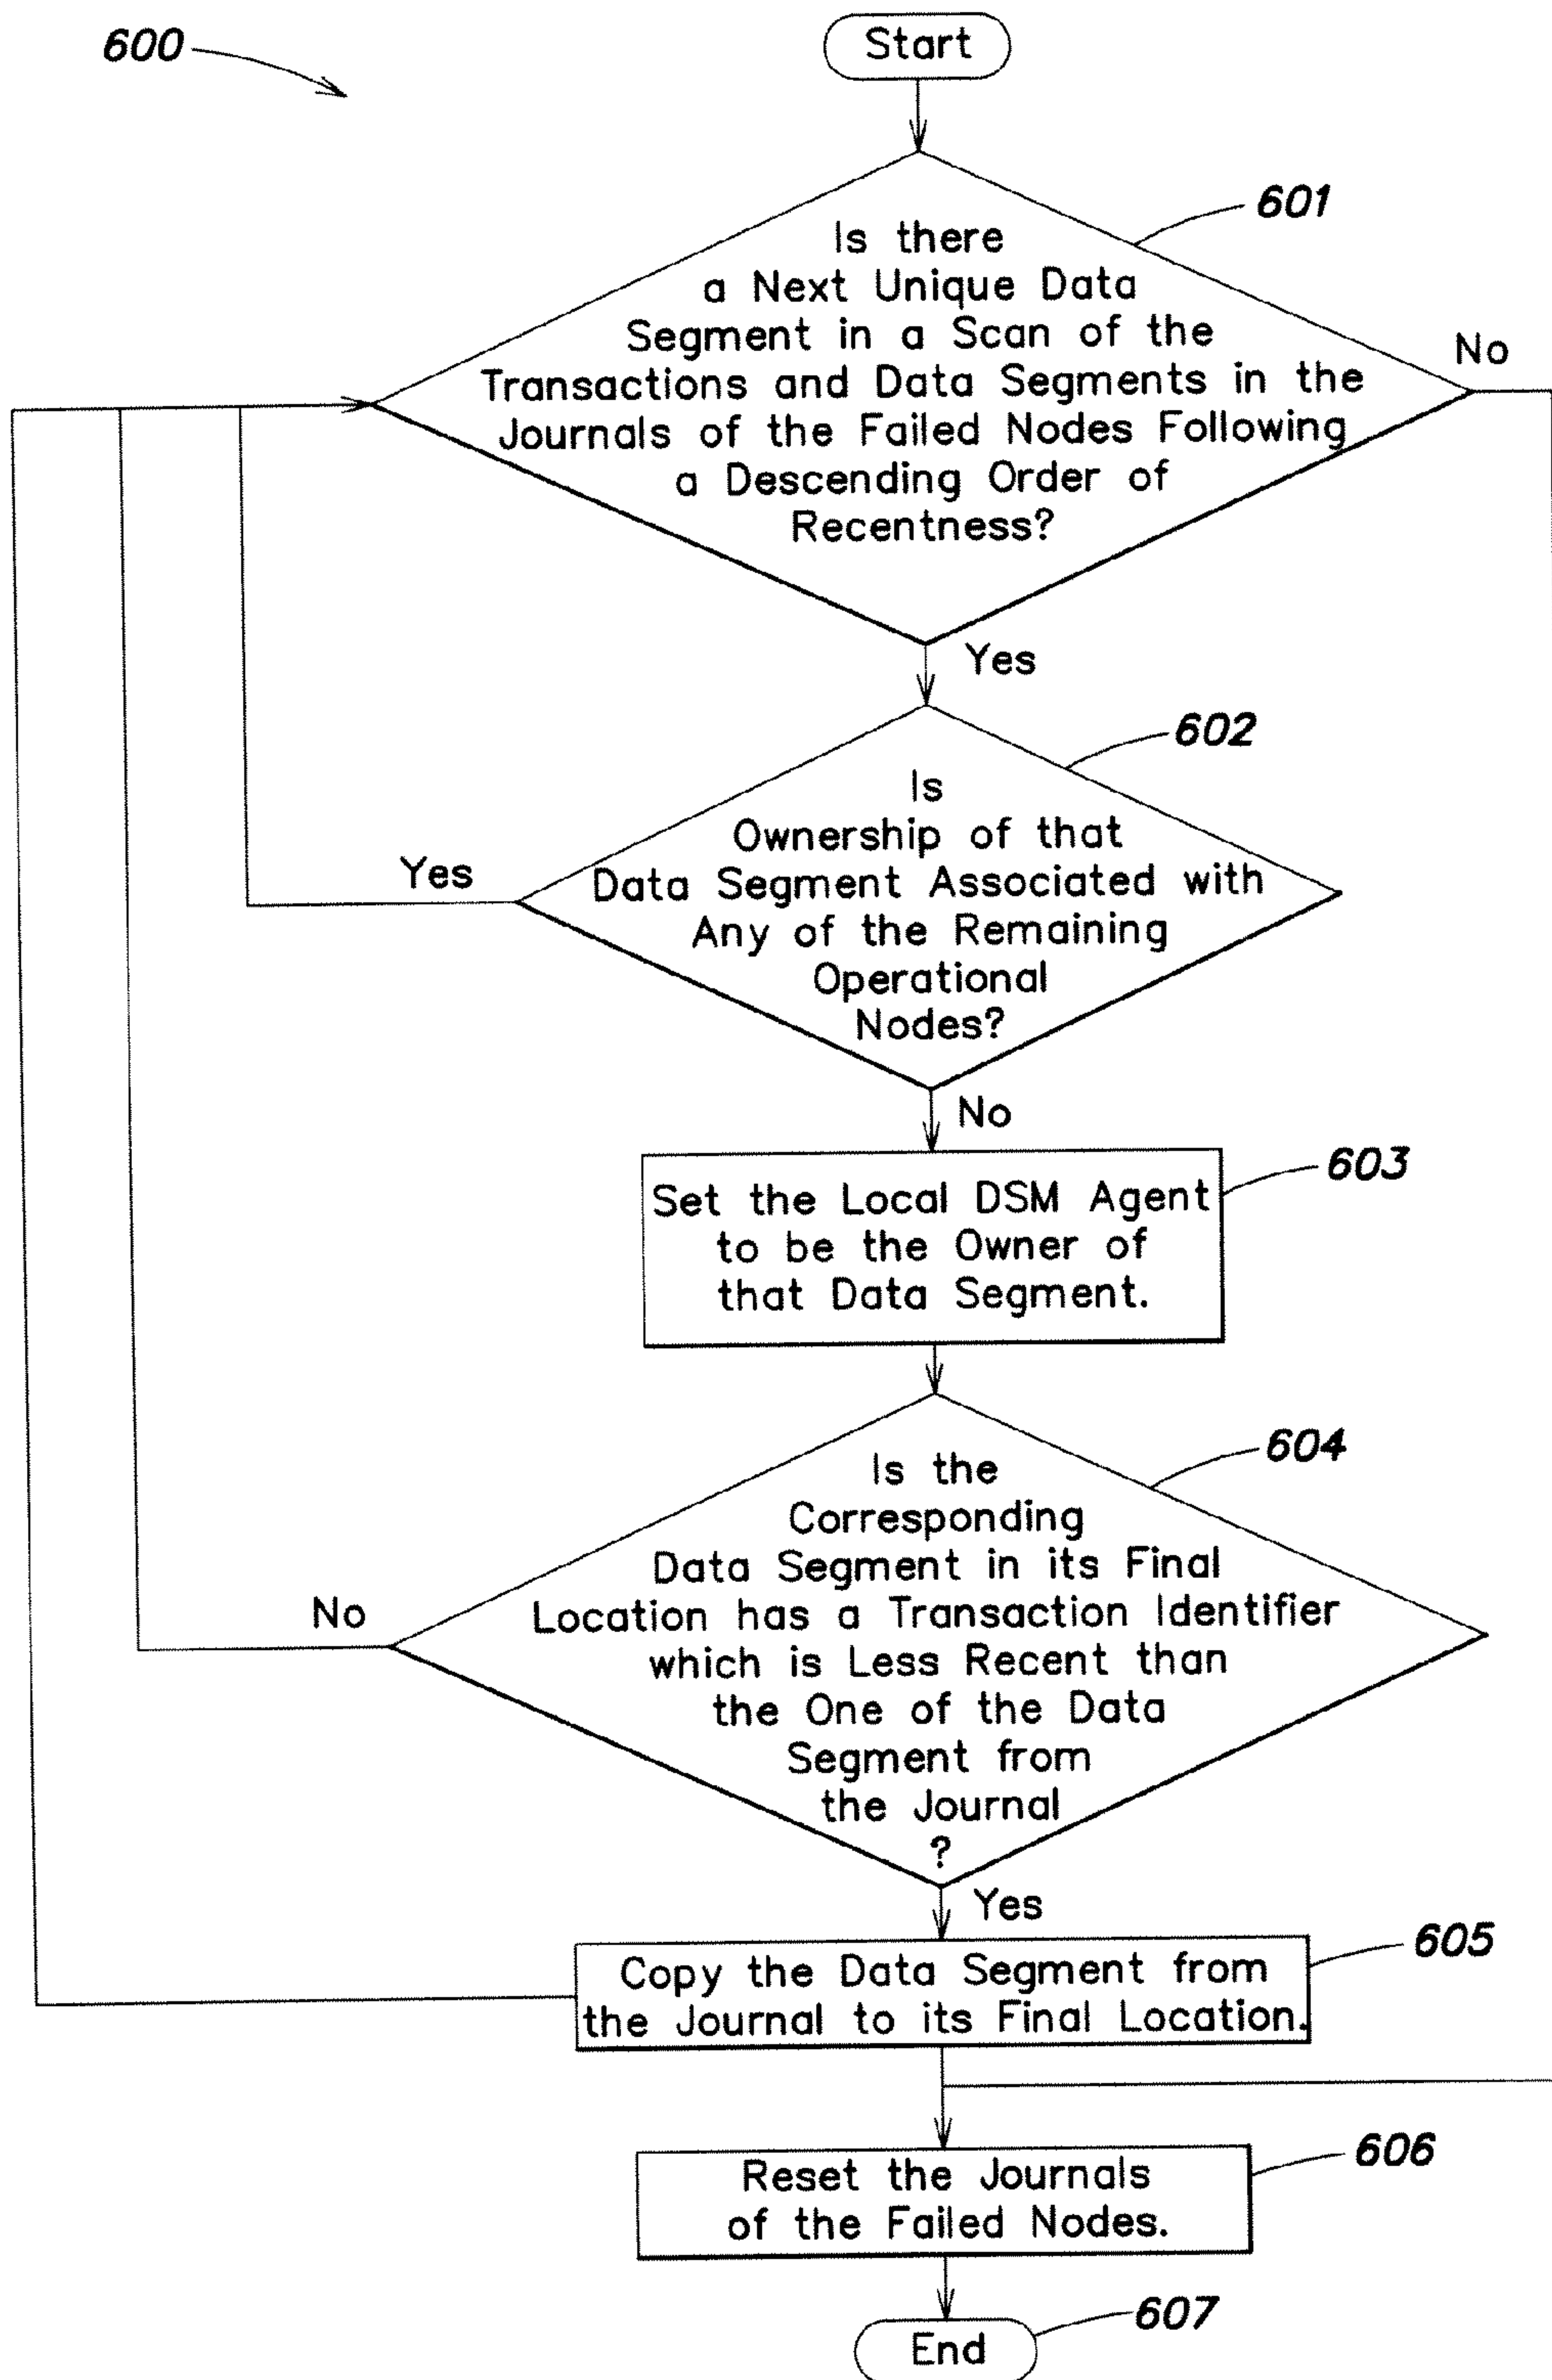 600
Start
601
Is there
a Next Unique Data
Segment in a Scan of the
Transactions and Data Segments in the
Journals of the Failed Nodes Following
a Descending Order of
Recentness?
No
Yes
602
Is
Ownership of that
Data Segment Associated with
Any of the Remaining
Operational
Nodes?
Yes
No
603
Set the Local DSM Agent
to be the Owner of
that Data Segment.
604
Is the
Corresponding
Data Segment in its Final
Location has a Transaction Identifier
which is Less Recent than
the One of the Data
Segment from
the Journal
?
No
Yes
605
Copy the Data Segment from
the Journal to its Final Location.
606
Reset the Journals
of the Failed Nodes.
607
End